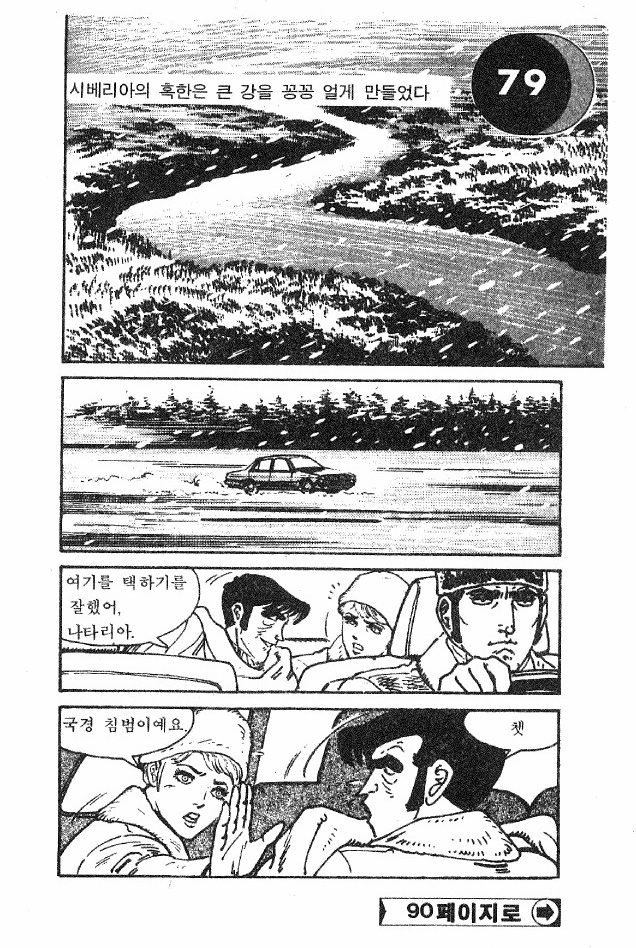 79
시베리아의 혹한은 큰 강을 꽁꽁 얼게 만들었다
여기를 택하기를
잘했어,
나타리아.
국경 침범이예요.
쳇
90페이지로